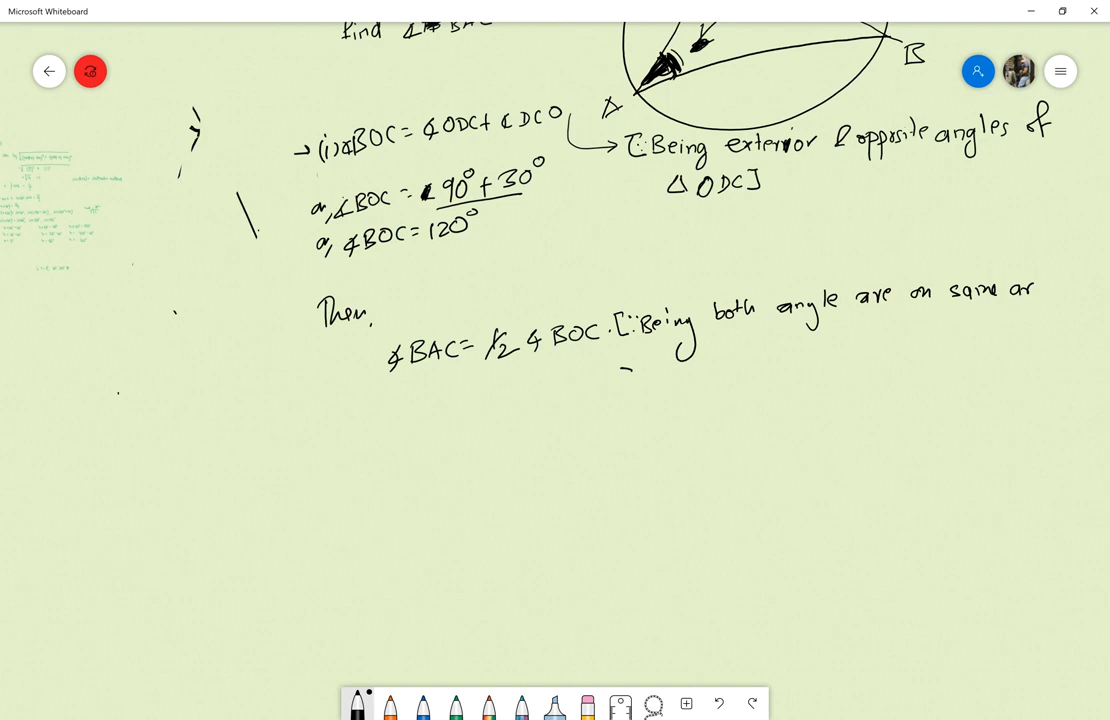 Microsoft Whiteboard
find ∡ BAC
B
A
→ (i) ∡BOC = ∡ODC + ∡DCO
→ [∵Being exterior & opposite angles of
△ ODC]
or, ∡BOC = 90° + 30°
or, ∡BOC = 120°
Then,
∡BAC = 1/2 ∡BOC. [∵Being both angle are on same ar